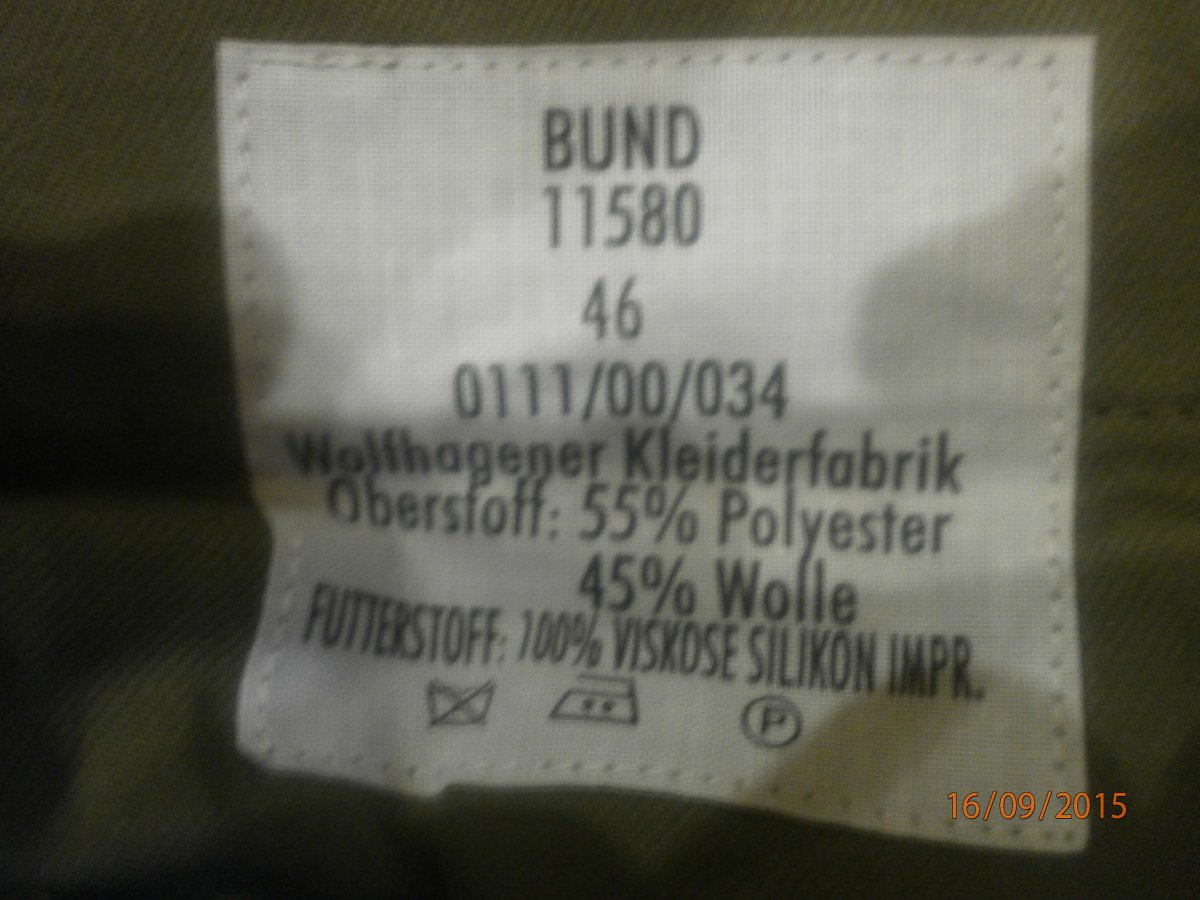 BUND
11580
46
0111/00/034
Wolfhagener Kleiderfabrik
Oberstoff: 55% Polyester
45% Wolle
FUTTERSTOFF: 100% VISKOSE SILIKON IMPR.
P
16/09/2015